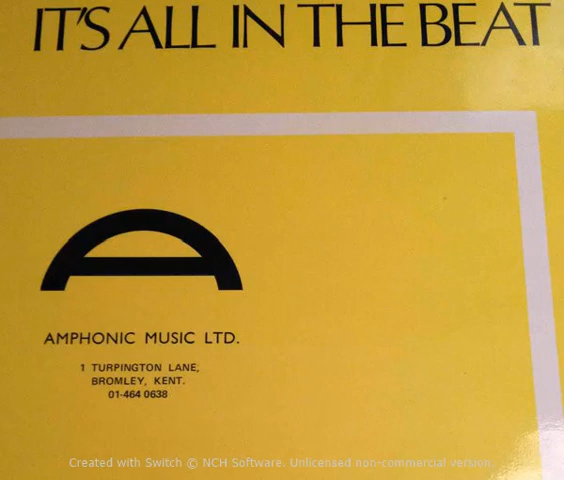 IT'S ALL IN THE BEAT
AMPHONIC MUSIC LTD.
1 TURPINGTON LANE,
BROMLEY, KENT.
01-464 0638
Created with Switch © NCH Software. Unlicensed non-commercial version.